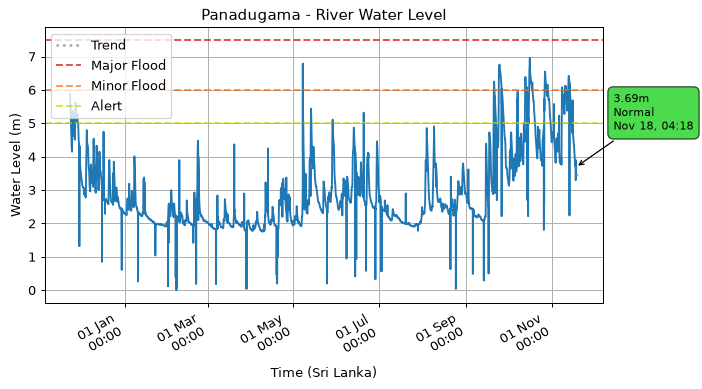 Panadugama - River Water Level
Trend
Major Flood
Minor Flood
Alert
3.69m
Normal
Nov 18, 04:18
Water Level (m)
7
6
5
4
3
2
1
0
01 Jan
00:00
01 Mar
00:00
01 May
00:00
01 Jul
00:00
01 Sep
00:00
01 Nov
00:00
Time (Sri Lanka)